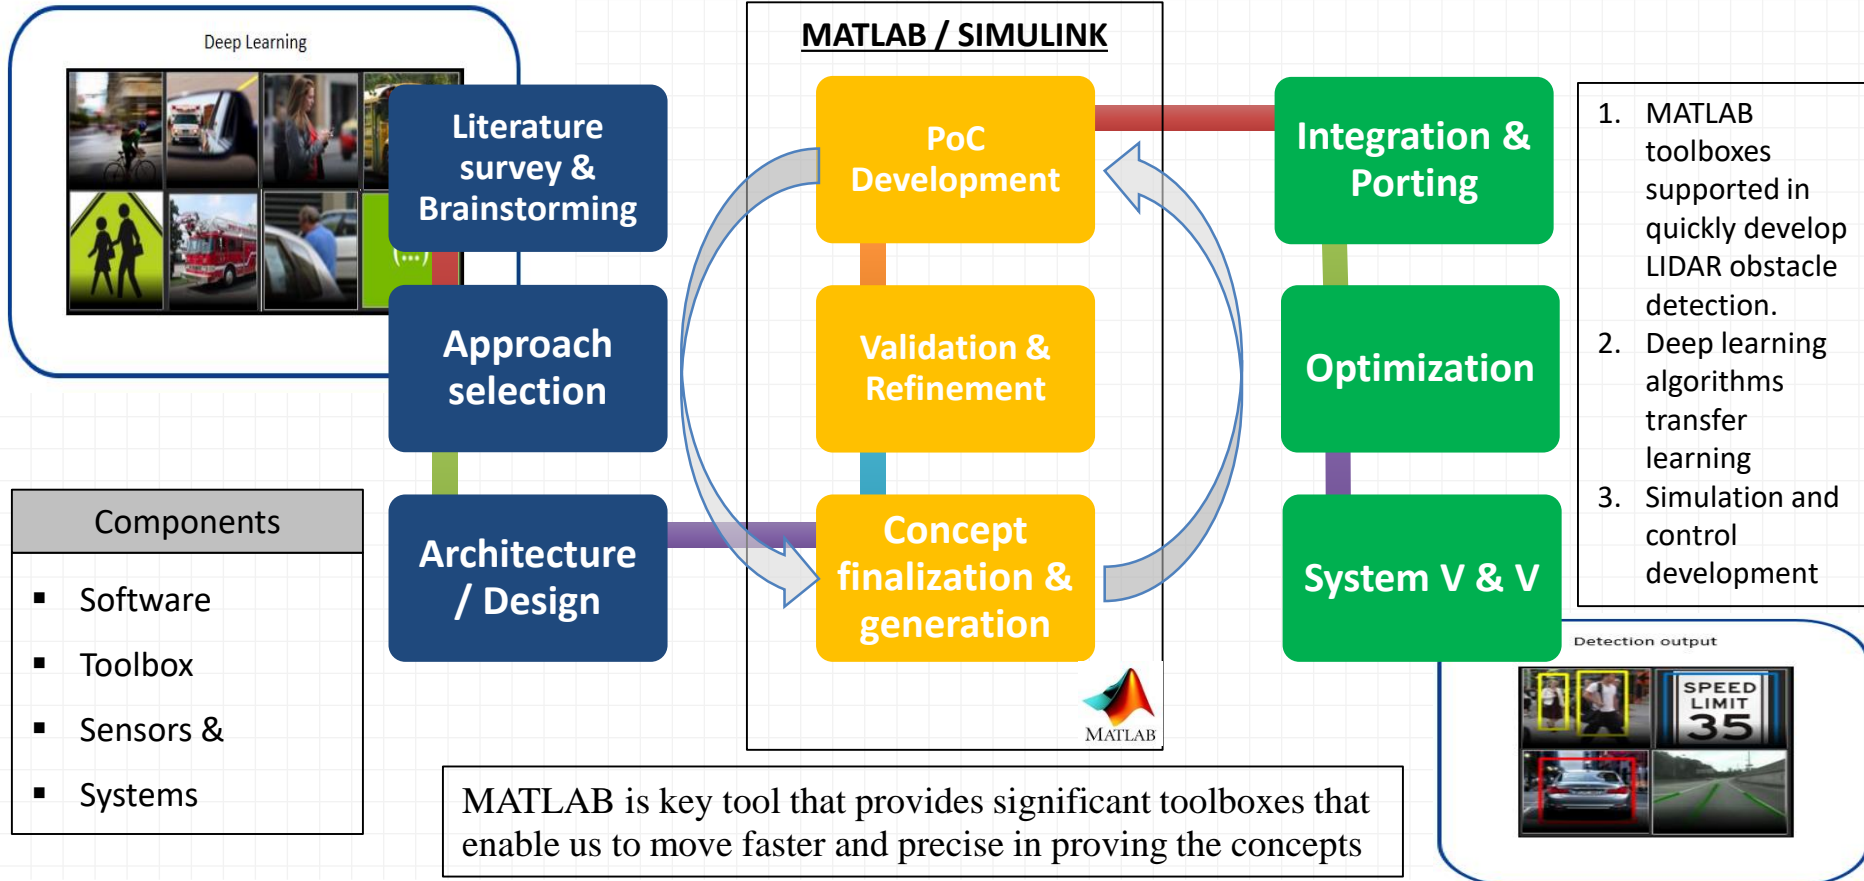 Deep Learning
(...)
Literature
survey &
Brainstorming
Approach
selection
Architecture
/ Design
Components
▪ Software
▪ Toolbox
▪ Sensors &
▪ Systems
MATLAB / SIMULINK
PoC
Development
Validation &
Refinement
Concept
finalization &
generation
MATLAB
Integration &
Porting
Optimization
System V & V
1. MATLAB
toolboxes
supported in
quickly develop
LIDAR obstacle
detection.
2. Deep learning
algorithms
transfer
learning
3. Simulation and
control
development
Detection output
SPEED
LIMIT
35
MATLAB is key tool that provides significant toolboxes that
enable us to move faster and precise in proving the concepts